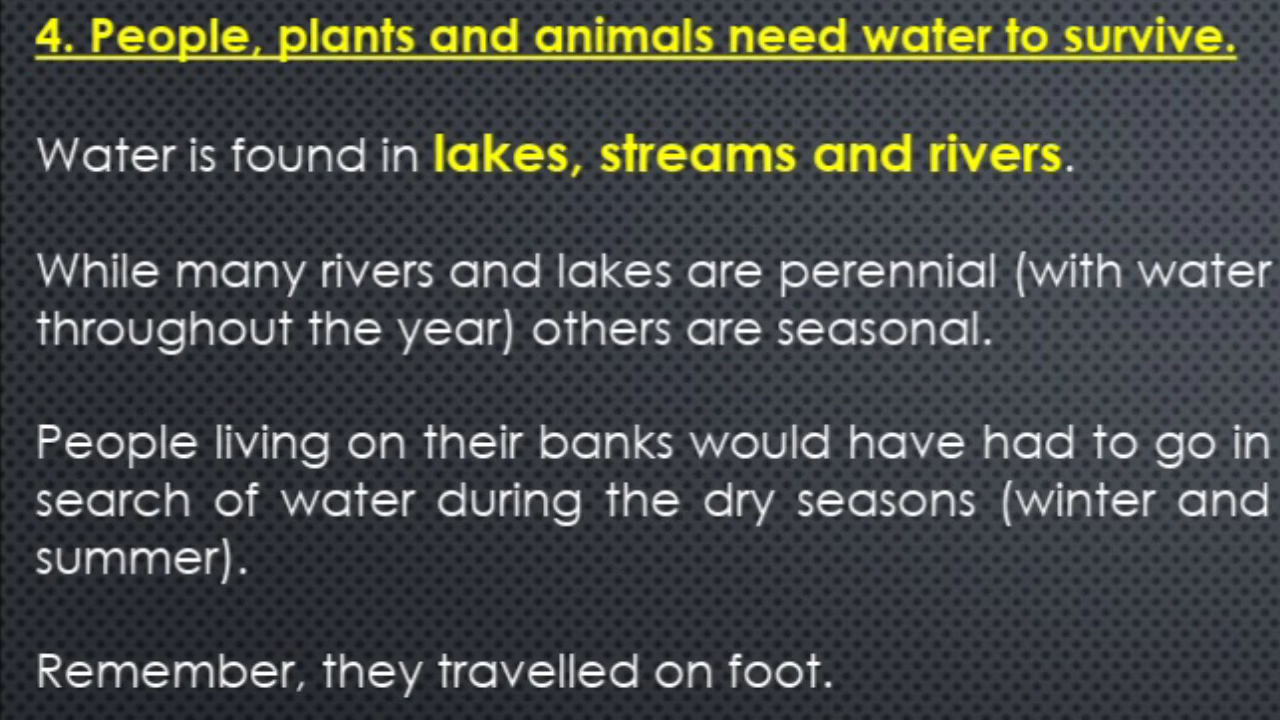 4. People, plants and animals need water to survive.
Water is found in lakes, streams and rivers.
While many rivers and lakes are perennial (with water
throughout the year) others are seasonal.
People living on their banks would have had to go in
search of water during the dry seasons (winter and
summer).
Remember, they travelled on foot.